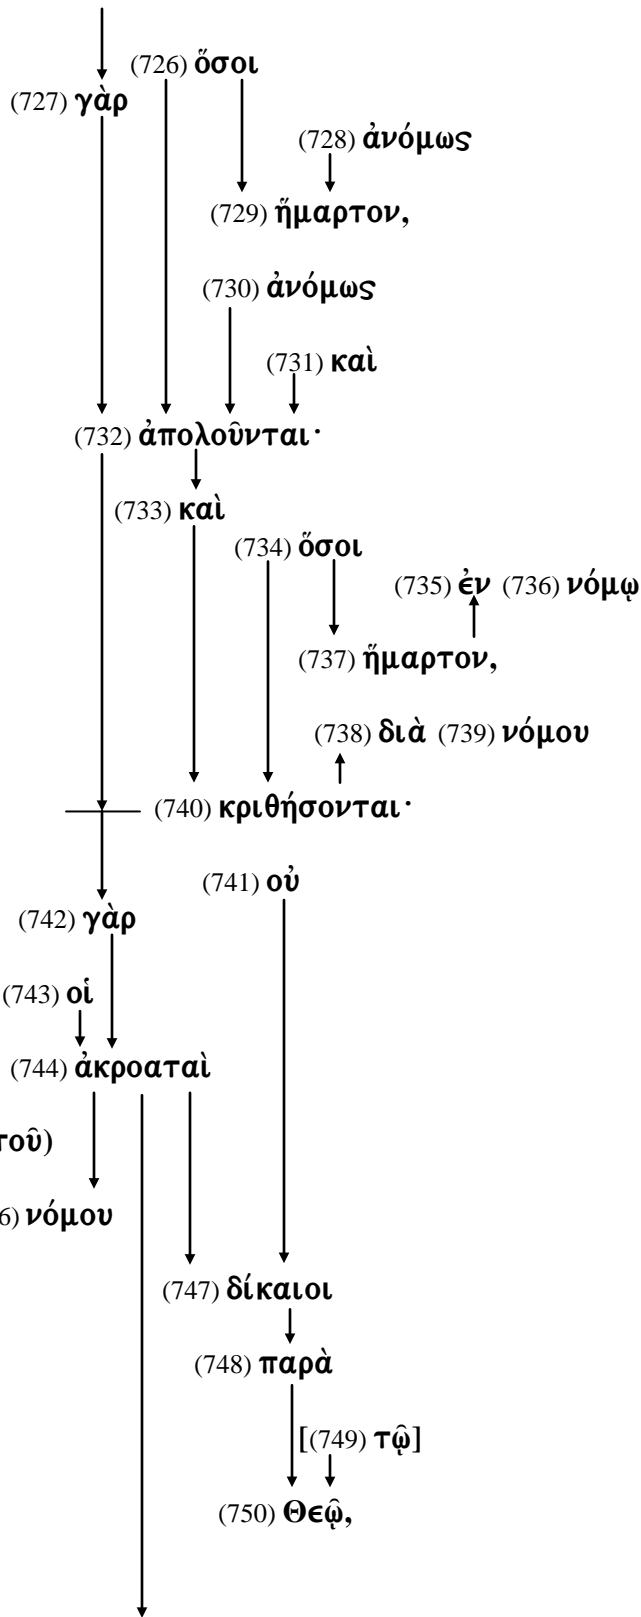 (726) ὅσοι
(727) γὰρ
(728) ἀνόμως
(729) ἥμαρτον,
(730) ἀνόμως
(731) καὶ
(732) ἀπολοῦνται·
(733) καὶ
(734) ὅσοι
(735) ἐν (736) νόμῳ
(737) ἥμαρτον,
(738) διὰ (739) νόμου
(740) κριθήσονται·
(741) οὐ
(742) γὰρ
(743) οἱ
(744) ἀκροαταὶ
τοῦ)
6) νόμου
(747) δίκαιοι
(748) παρὰ
[(749) τῷ]
(750) Θεῷ,